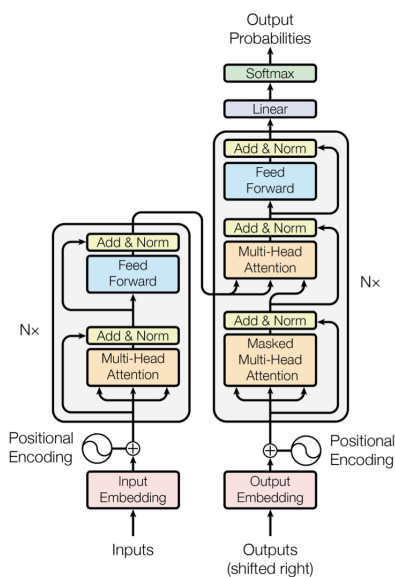 Output
Probabilities
Softmax
Linear
Add & Norm
Feed
Forward
Add & Norm
Multi-Head
Attention
Add & Norm
Masked
Multi-Head
Attention
Nx
Add & Norm
Feed
Forward
Add & Norm
Multi-Head
Attention
N×
Positional
Encoding
Positional
Encoding
Input
Embedding
Output
Embedding
Inputs
Outputs
(shifted right)